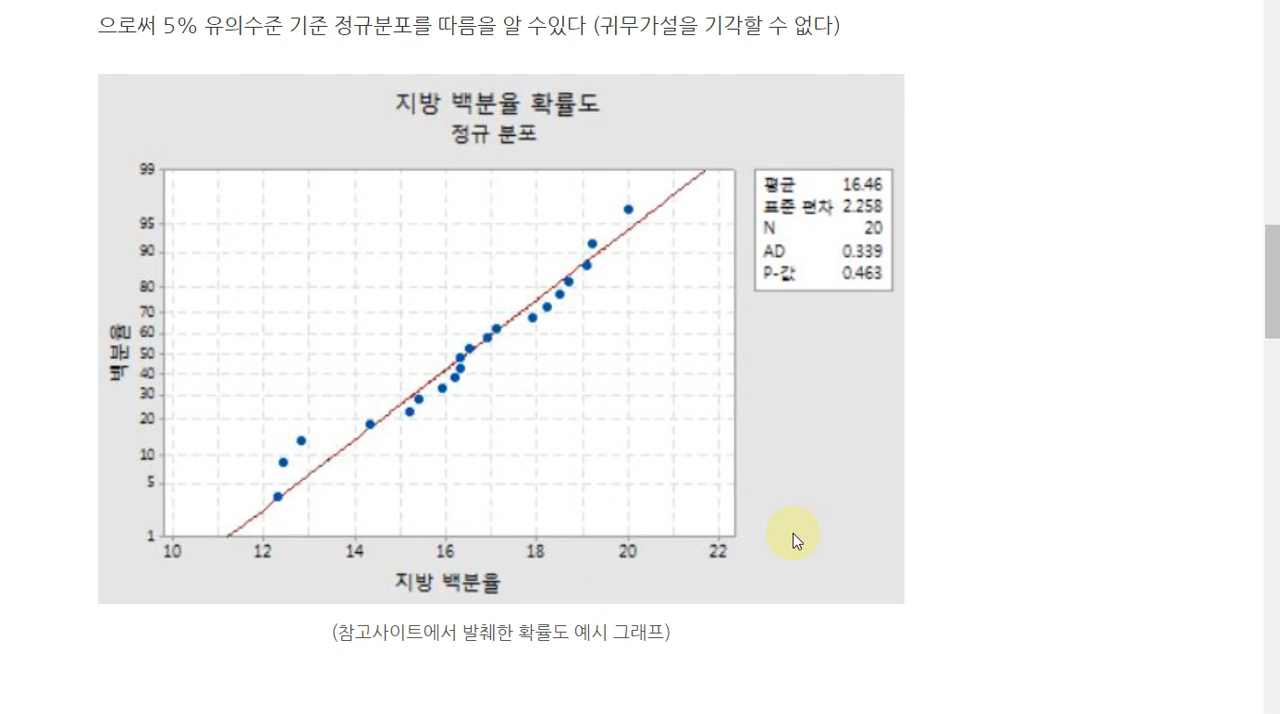 으로써 5% 유의수준 기준 정규분포를 따름을 알 수있다 (귀무가설을 기각할 수 없다)
지방 백분율 확률도
정규 분포
99
95
90
80
70
60
50
40
30
20
10
5
1
백분율
10 12 14 16 18 20 22
지방 백분율
평균 16.46
표준 편차 2.258
N 20
AD 0.339
P-값 0.463
(참고사이트에서 발췌한 확률도 예시 그래프)